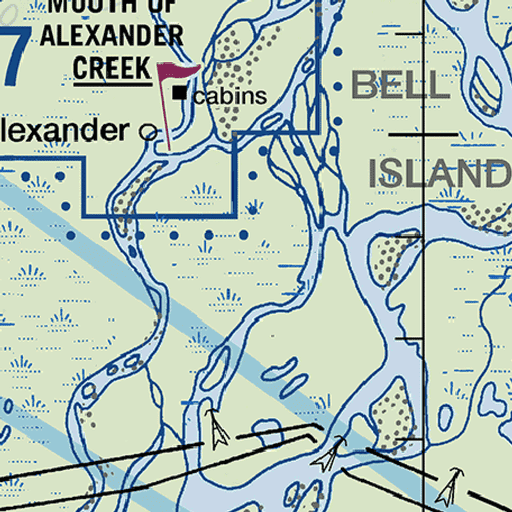 MOUTH OF
ALEXANDER
CREEK
7
cabins
BELL
lexander
ISLAND